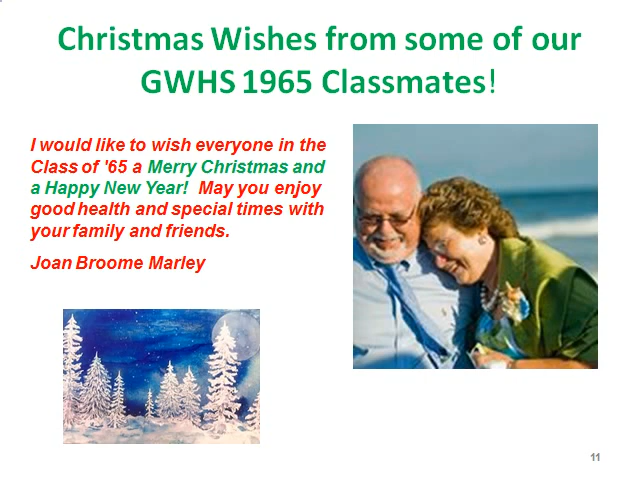 Christmas Wishes from some of our
GWHS 1965 Classmates!
I would like to wish everyone in the
Class of '65 a Merry Christmas and
a Happy New Year!  May you enjoy
good health and special times with
your family and friends.
Joan Broome Marley
11